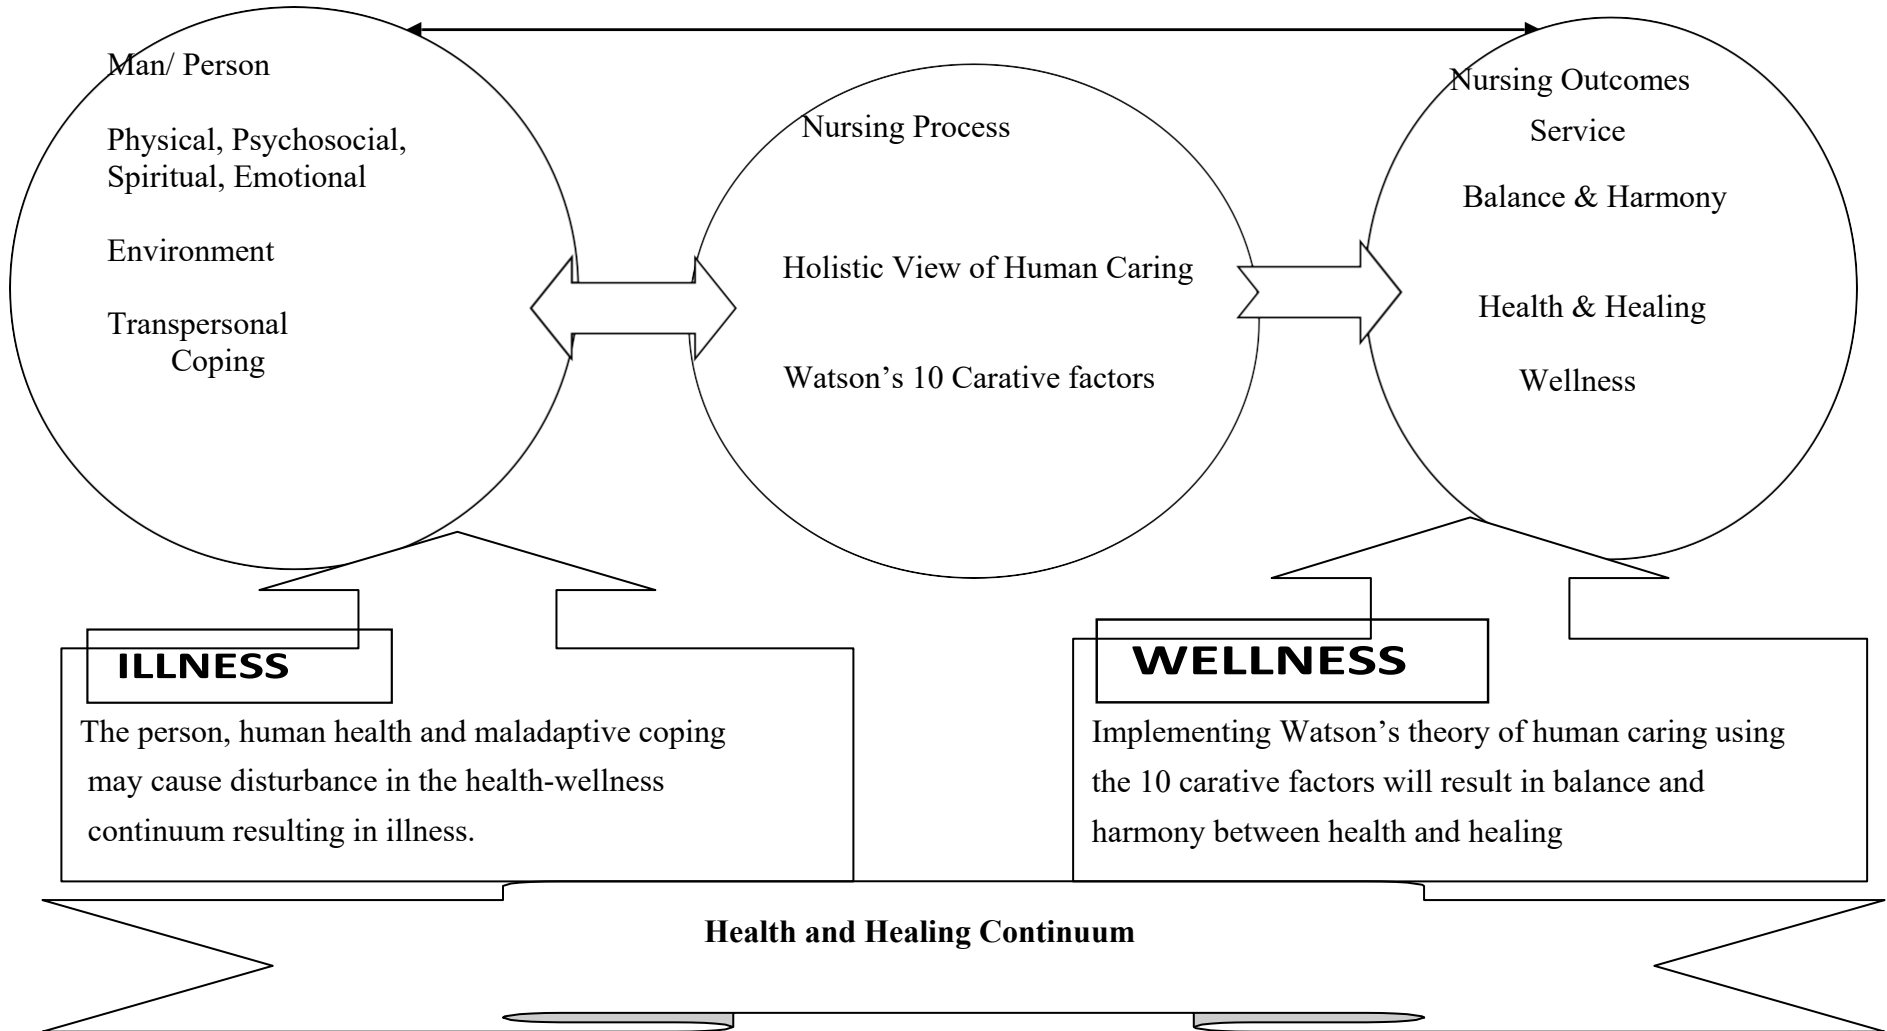 Man/ Person
Physical, Psychosocial,
Spiritual, Emotional
Environment
Transpersonal
Coping
Nursing Process
Holistic View of Human Caring
Watson’s 10 Carative factors
Nursing Outcomes
Service
Balance & Harmony
Health & Healing
Wellness
ILLNESS
The person, human health and maladaptive coping
may cause disturbance in the health-wellness
continuum resulting in illness.
WELLNESS
Implementing Watson’s theory of human caring using
the 10 carative factors will result in balance and
harmony between health and healing
Health and Healing Continuum